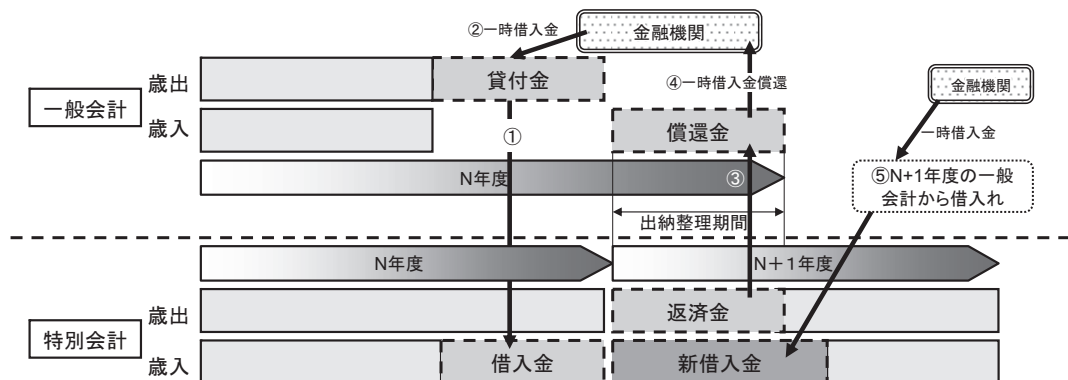 ②一時借入金
金融機関
歳出
貸付金
④一時借入金償還
金融機関
一般会計
歳入
①
償還金
一時借入金
N年度
③
⑤N+1年度の一般
会計から借入れ
出納整理期間
N年度
N＋1年度
歳出
返済金
特別会計
歳入
借入金
新借入金